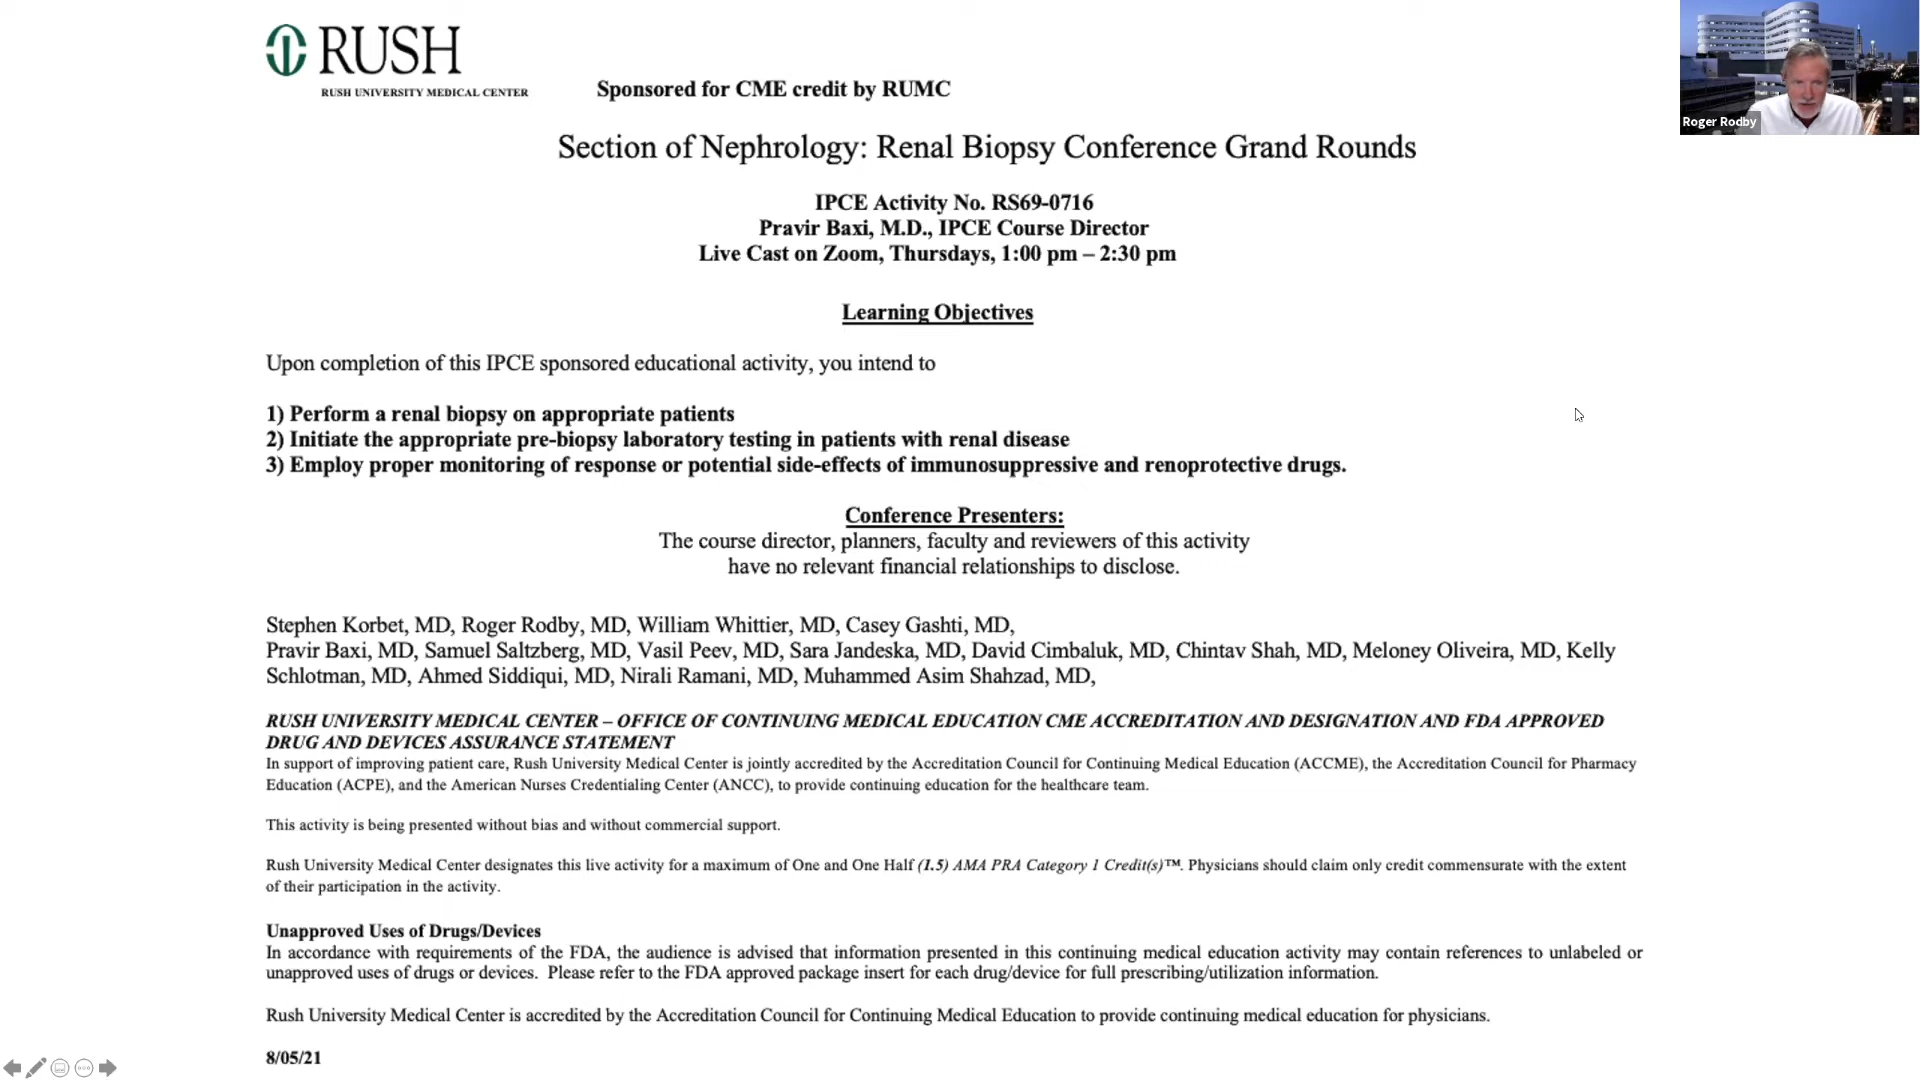 RUSH
RUSH UNIVERSITY MEDICAL CENTER
Sponsored for CME credit by RUMC
Roger Rodby
Section of Nephrology: Renal Biopsy Conference Grand Rounds
IPCE Activity No. RS69-0716
Pravir Baxi, M.D., IPCE Course Director
Live Cast on Zoom, Thursdays, 1:00 pm – 2:30 pm
Learning Objectives
Upon completion of this IPCE sponsored educational activity, you intend to
1) Perform a renal biopsy on appropriate patients
2) Initiate the appropriate pre-biopsy laboratory testing in patients with renal disease
3) Employ proper monitoring of response or potential side-effects of immunosuppressive and renoprotective drugs.
Conference Presenters:
The course director, planners, faculty and reviewers of this activity
have no relevant financial relationships to disclose.
Stephen Korbet, MD, Roger Rodby, MD, William Whittier, MD, Casey Gashti, MD,
Pravir Baxi, MD, Samuel Saltzberg, MD, Vasil Peev, MD, Sara Jandeska, MD, David Cimbaluk, MD, Chintav Shah, MD, Meloney Oliveira, MD, Kelly
Schlotman, MD, Ahmed Siddiqui, MD, Nirali Ramani, MD, Muhammed Asim Shahzad, MD,
RUSH UNIVERSITY MEDICAL CENTER – OFFICE OF CONTINUING MEDICAL EDUCATION CME ACCREDITATION AND DESIGNATION AND FDA APPROVED
DRUG AND DEVICES ASSURANCE STATEMENT
In support of improving patient care, Rush University Medical Center is jointly accredited by the Accreditation Council for Continuing Medical Education (ACCME), the Accreditation Council for Pharmacy
Education (ACPE), and the American Nurses Credentialing Center (ANCC), to provide continuing education for the healthcare team.
This activity is being presented without bias and without commercial support.
Rush University Medical Center designates this live activity for a maximum of One and One Half (1.5) AMA PRA Category 1 Credit(s)™. Physicians should claim only credit commensurate with the extent
of their participation in the activity.
Unapproved Uses of Drugs/Devices
In accordance with requirements of the FDA, the audience is advised that information presented in this continuing medical education activity may contain references to unlabeled or
unapproved uses of drugs or devices. Please refer to the FDA approved package insert for each drug/device for full prescribing/utilization information.
Rush University Medical Center is accredited by the Accreditation Council for Continuing Medical Education to provide continuing medical education for physicians.
8/05/21